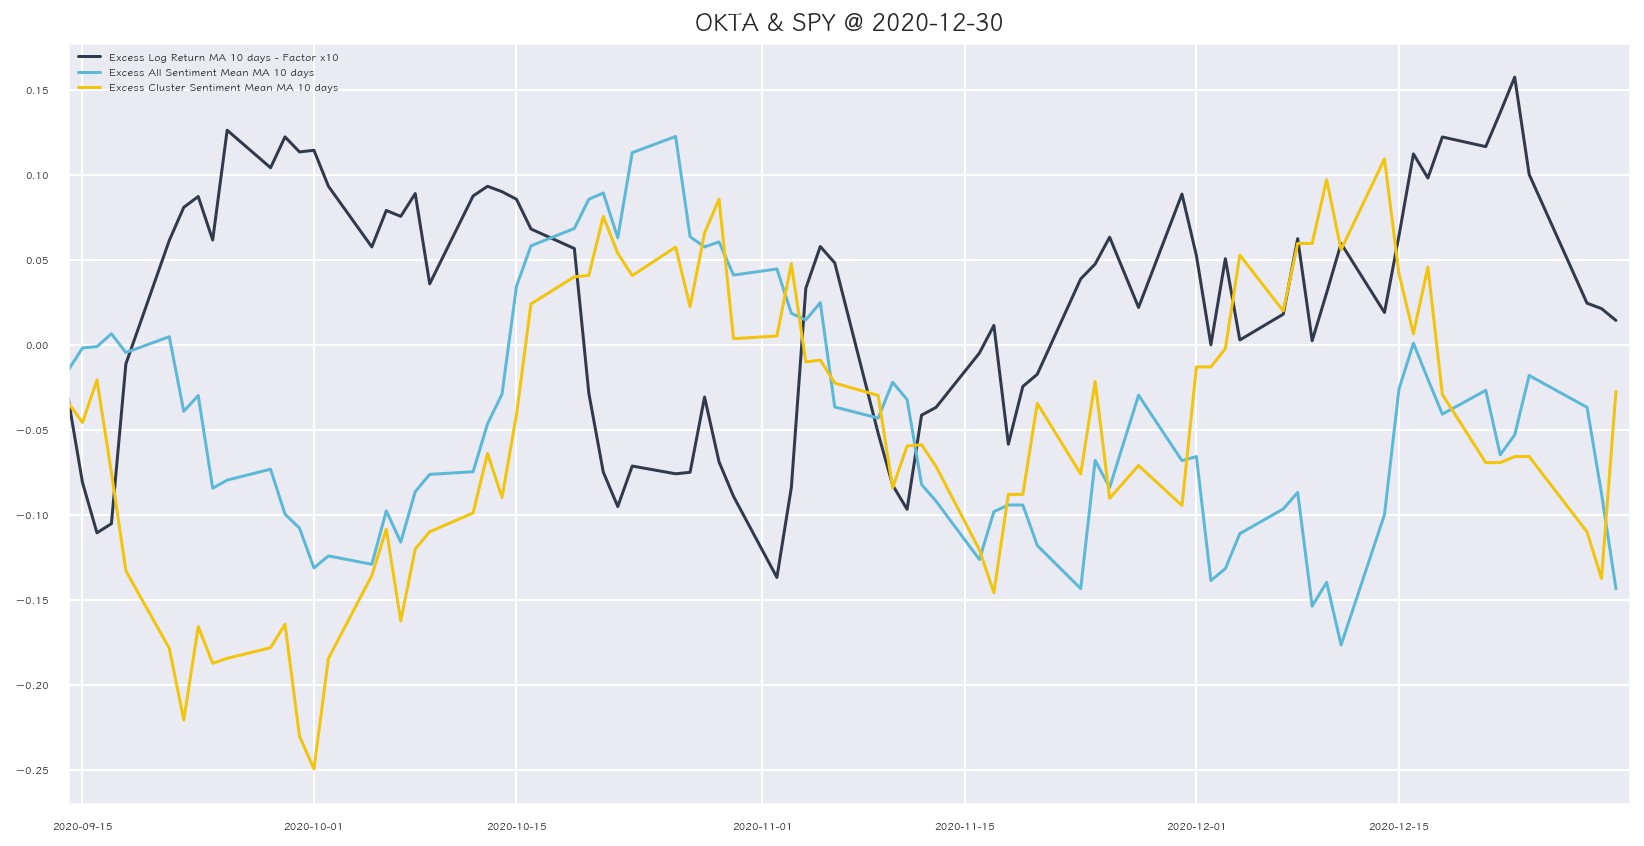 OKTA & SPY @ 2020-12-30
Excess Log Return MA 10 days - Factor x10
Excess All Sentiment Mean MA 10 days
Excess Cluster Sentiment Mean MA 10 days
0.15
0.10
0.05
0.00
−0.05
−0.10
−0.15
−0.20
−0.25
2020-09-15 2020-10-01 2020-10-15 2020-11-01 2020-11-15 2020-12-01 2020-12-15